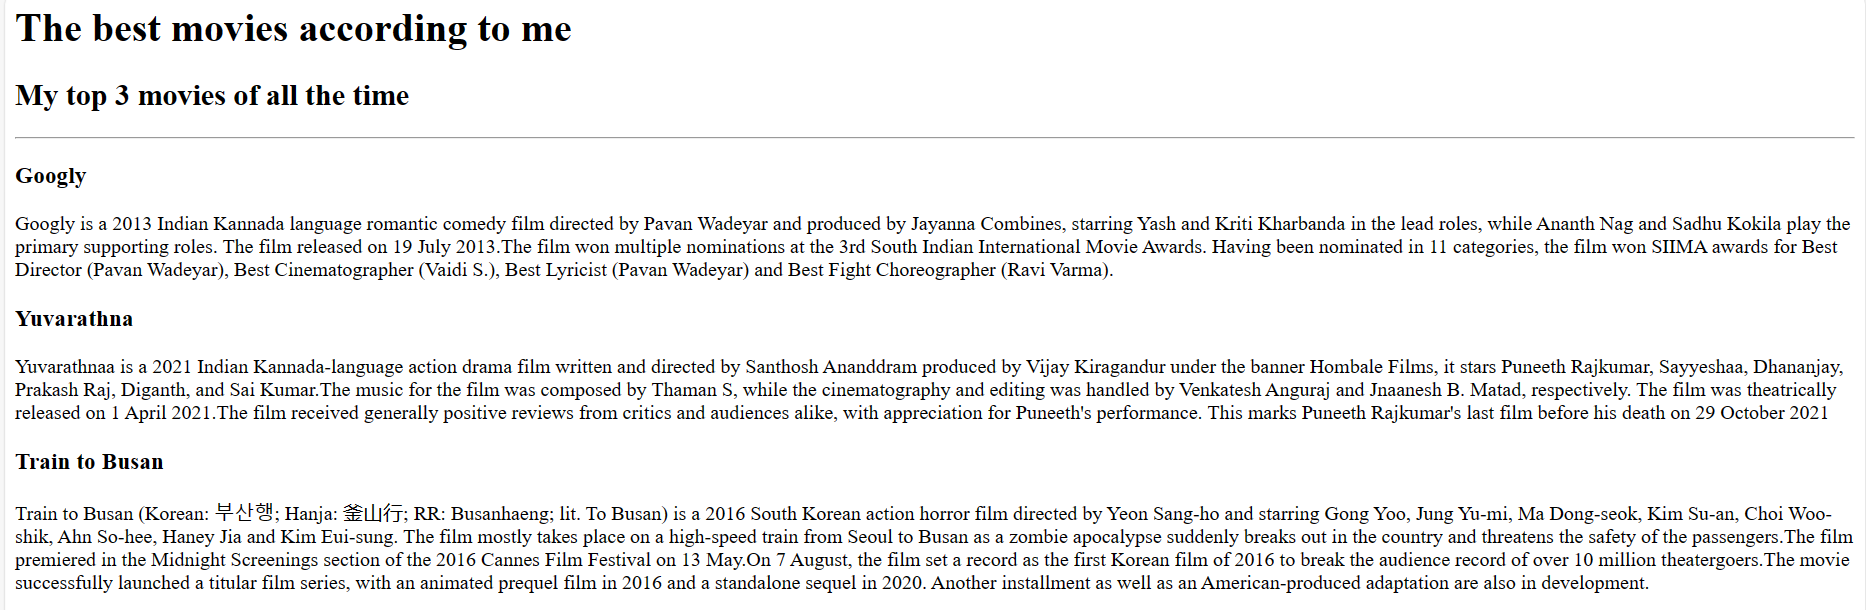 The best movies according to me
My top 3 movies of all the time
Googly
Googly is a 2013 Indian Kannada language romantic comedy film directed by Pavan Wadeyar and produced by Jayanna Combines, starring Yash and Kriti Kharbanda in the lead roles, while Ananth Nag and Sadhu Kokila play the
primary supporting roles. The film released on 19 July 2013.The film won multiple nominations at the 3rd South Indian International Movie Awards. Having been nominated in 11 categories, the film won SIIMA awards for Best
Director (Pavan Wadeyar), Best Cinematographer (Vaidi S.), Best Lyricist (Pavan Wadeyar) and Best Fight Choreographer (Ravi Varma).
Yuvarathna
Yuvarathnaa is a 2021 Indian Kannada-language action drama film written and directed by Santhosh Ananddram produced by Vijay Kiragandur under the banner Hombale Films, it stars Puneeth Rajkumar, Sayyeshaa, Dhananjay,
Prakash Raj, Diganth, and Sai Kumar.The music for the film was composed by Thaman S, while the cinematography and editing was handled by Venkatesh Anguraj and Jnaanesh B. Matad, respectively. The film was theatrically
released on 1 April 2021.The film received generally positive reviews from critics and audiences alike, with appreciation for Puneeth's performance. This marks Puneeth Rajkumar's last film before his death on 29 October 2021
Train to Busan
Train to Busan (Korean: 부산행; Hanja: 釜山行; RR: Busanhaeng; lit. To Busan) is a 2016 South Korean action horror film directed by Yeon Sang-ho and starring Gong Yoo, Jung Yu-mi, Ma Dong-seok, Kim Su-an, Choi Woo-
shik, Ahn So-hee, Haney Jia and Kim Eui-sung. The film mostly takes place on a high-speed train from Seoul to Busan as a zombie apocalypse suddenly breaks out in the country and threatens the safety of the passengers.The film
premiered in the Midnight Screenings section of the 2016 Cannes Film Festival on 13 May.On 7 August, the film set a record as the first Korean film of 2016 to break the audience record of over 10 million theatergoers.The movie
successfully launched a titular film series, with an animated prequel film in 2016 and a standalone sequel in 2020. Another installment as well as an American-produced adaptation are also in development.